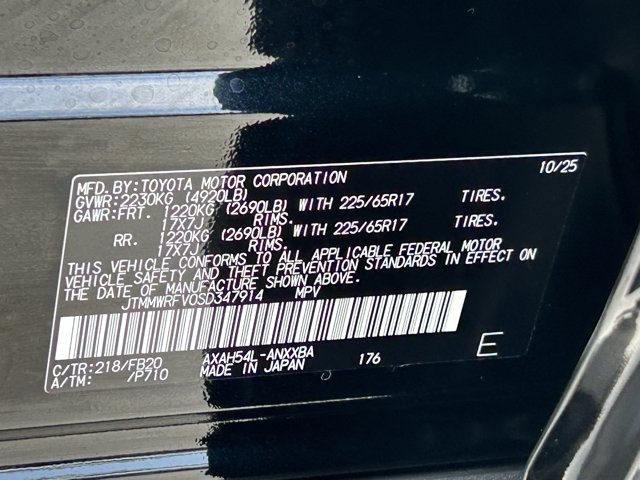 MFD.BY:TOYOTA MOTOR CORPORATION 10/25
GVWR:2230KG (4920LB)
GAWR:FRT. 1220KG (2690LB) WITH 225/65R17 TIRES.
17X7J RIMS.
RR. 1220KG (2690LB) WITH 225/65R17 TIRES.
17X7J RIMS.
THIS VEHICLE CONFORMS TO ALL APPLICABLE FEDERAL MOTOR
VEHICLE SAFETY AND THEFT PREVENTION STANDARDS IN EFFECT ON
THE DATE OF MANUFACTURE SHOWN ABOVE.
JTMMWRFV0SD347914 MPV
C/TR:218/FB20 AXAH54L-ANXXBA 176 E
A/TM: /P710 MADE IN JAPAN